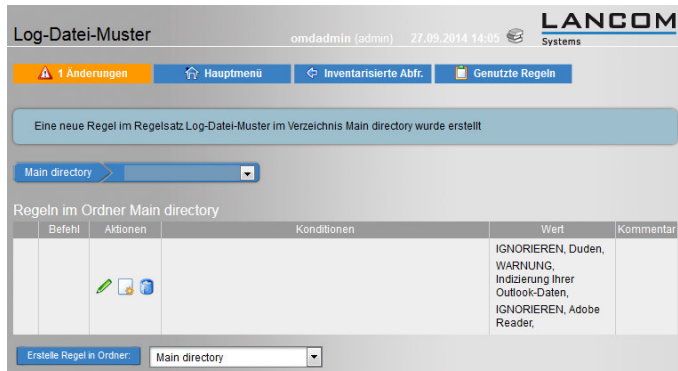 Log-Datei-Muster
omdadmin (admin) 27.09.2014 14:05
LANCOM
Systems
1 Änderungen
Hauptmenü
Inventarisierte Abfr.
Genutzte Regeln
Eine neue Regel im Regelsatz Log-Datei-Muster im Verzeichnis Main directory wurde erstellt
Main directory
Regeln im Ordner Main directory
Befehl Aktionen Konditionen Wert Kommentar
IGNORIEREN, Duden,
WARNUNG,
Indizierung Ihrer
Outlook-Daten,
IGNORIEREN, Adobe
Reader,
Erstelle Regel in Ordner: Main directory